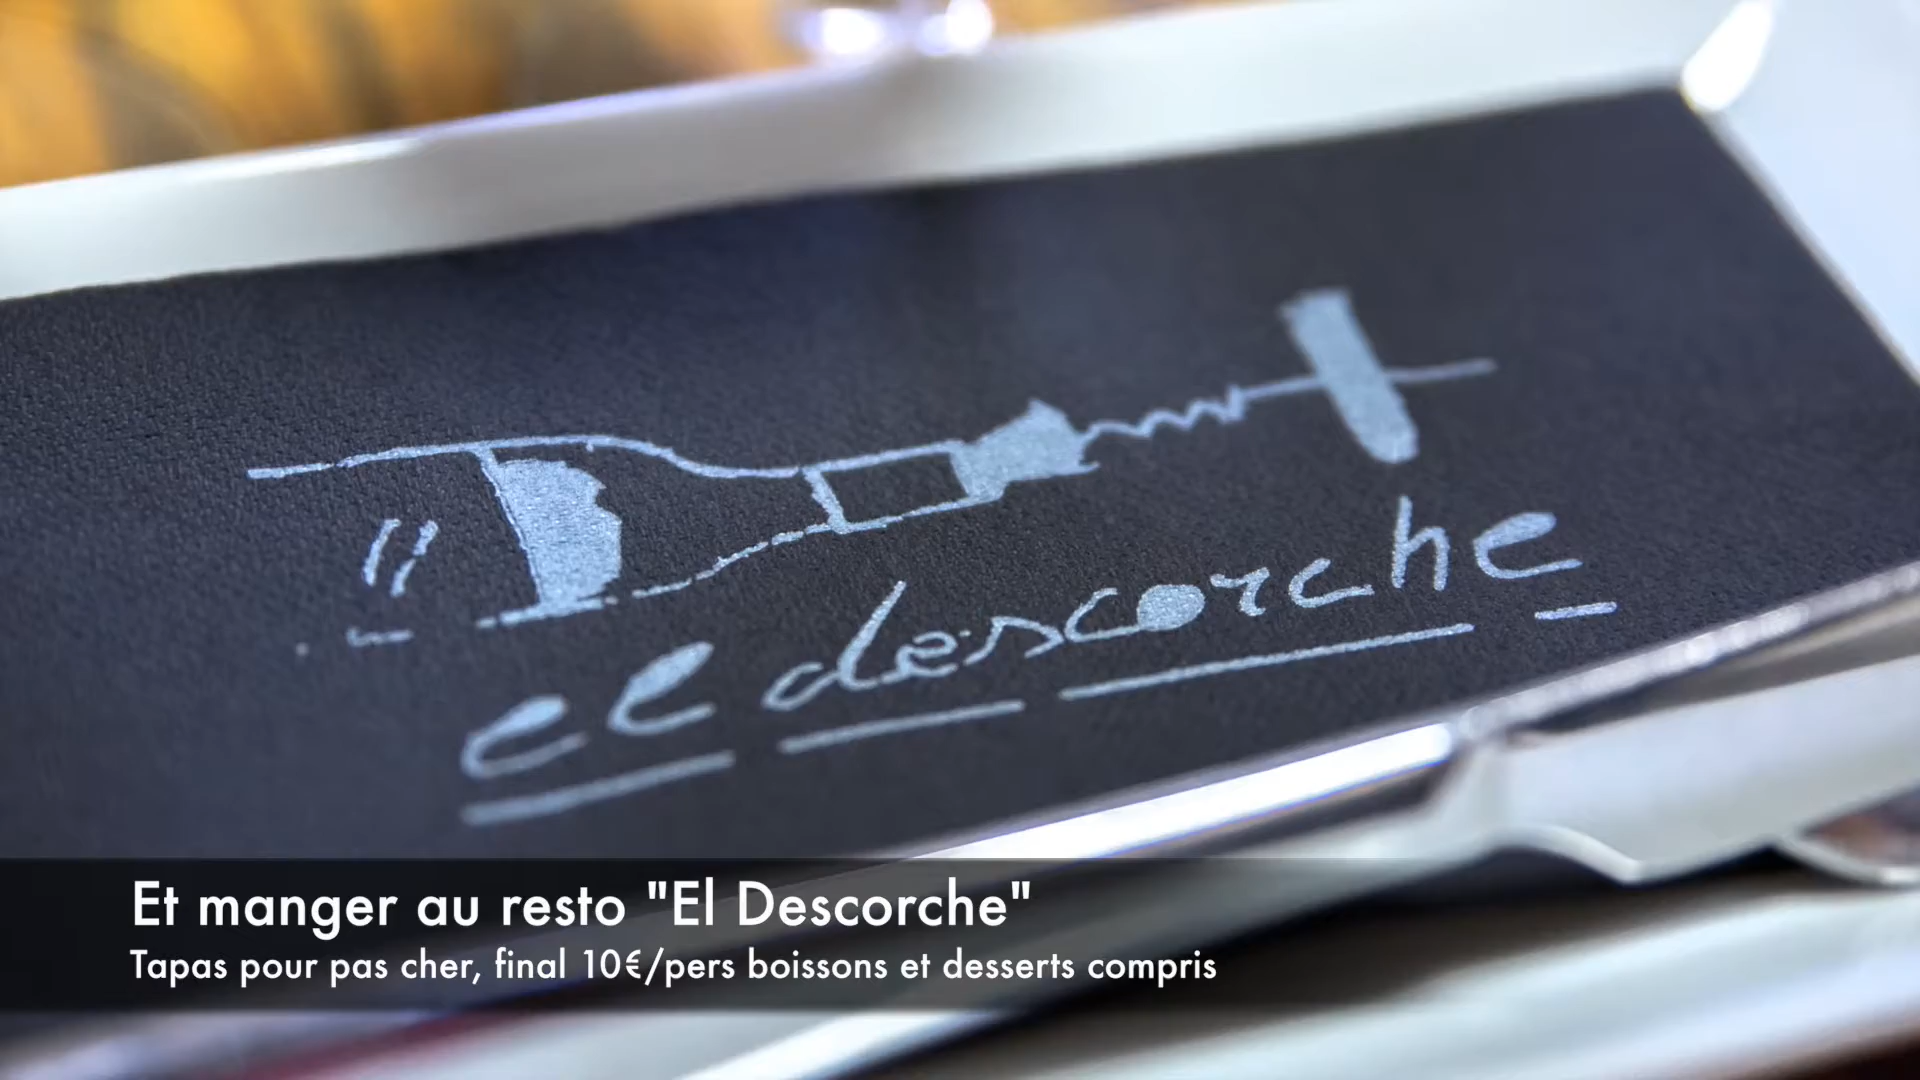 el descorche
Et manger au resto "El Descorche"
Tapas pour pas cher, final 10€/pers boissons et desserts compris